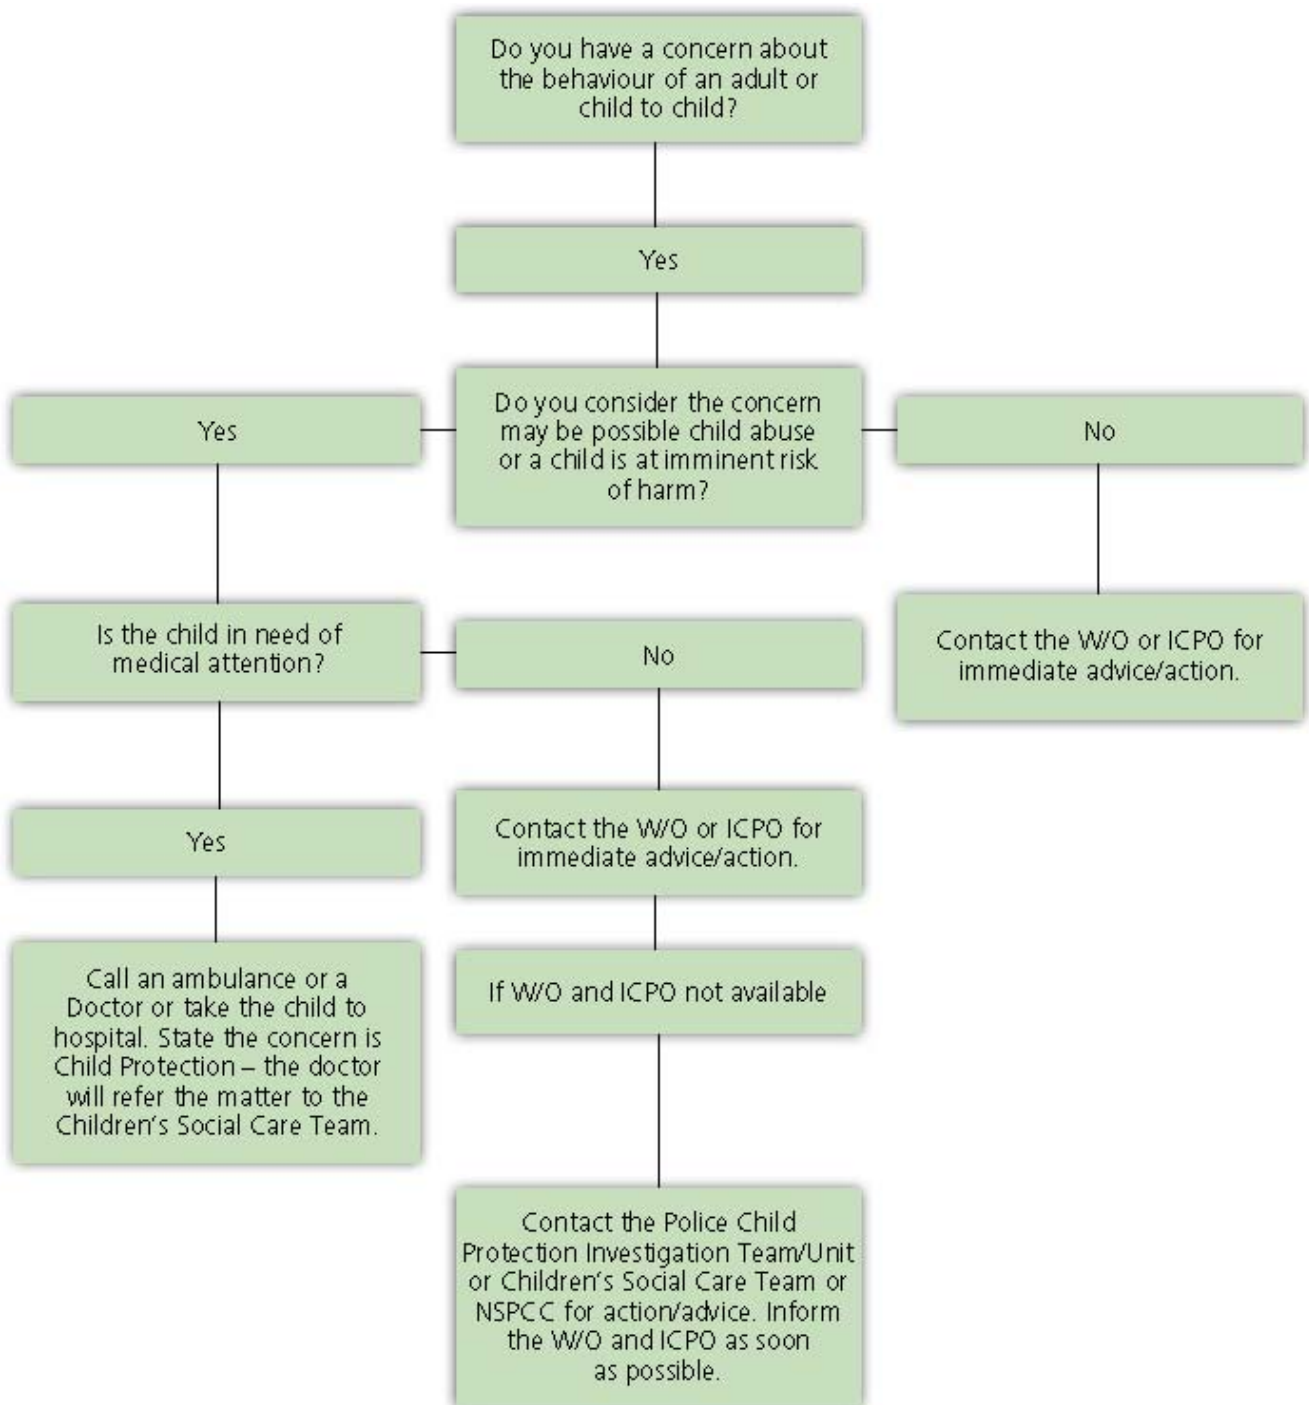 Do you have a concern about
the behaviour of an adult or
child to child?
Yes
Yes
Do you consider the concern
may be possible child abuse
or a child is at imminent risk
of harm?
No
Is the child in need of
medical attention?
No
Contact the W/O or ICPO for
immediate advice/action.
Yes
Contact the W/O or ICPO for
immediate advice/action.
Call an ambulance or a
Doctor or take the child to
hospital. State the concern is
Child Protection – the doctor
will refer the matter to the
Children's Social Care Team.
If W/O and ICPO not available
Contact the Police Child
Protection Investigation Team/Unit
or Children's Social Care Team or
NSPCC for action/advice. Inform
the W/O and ICPO as soon
as possible.